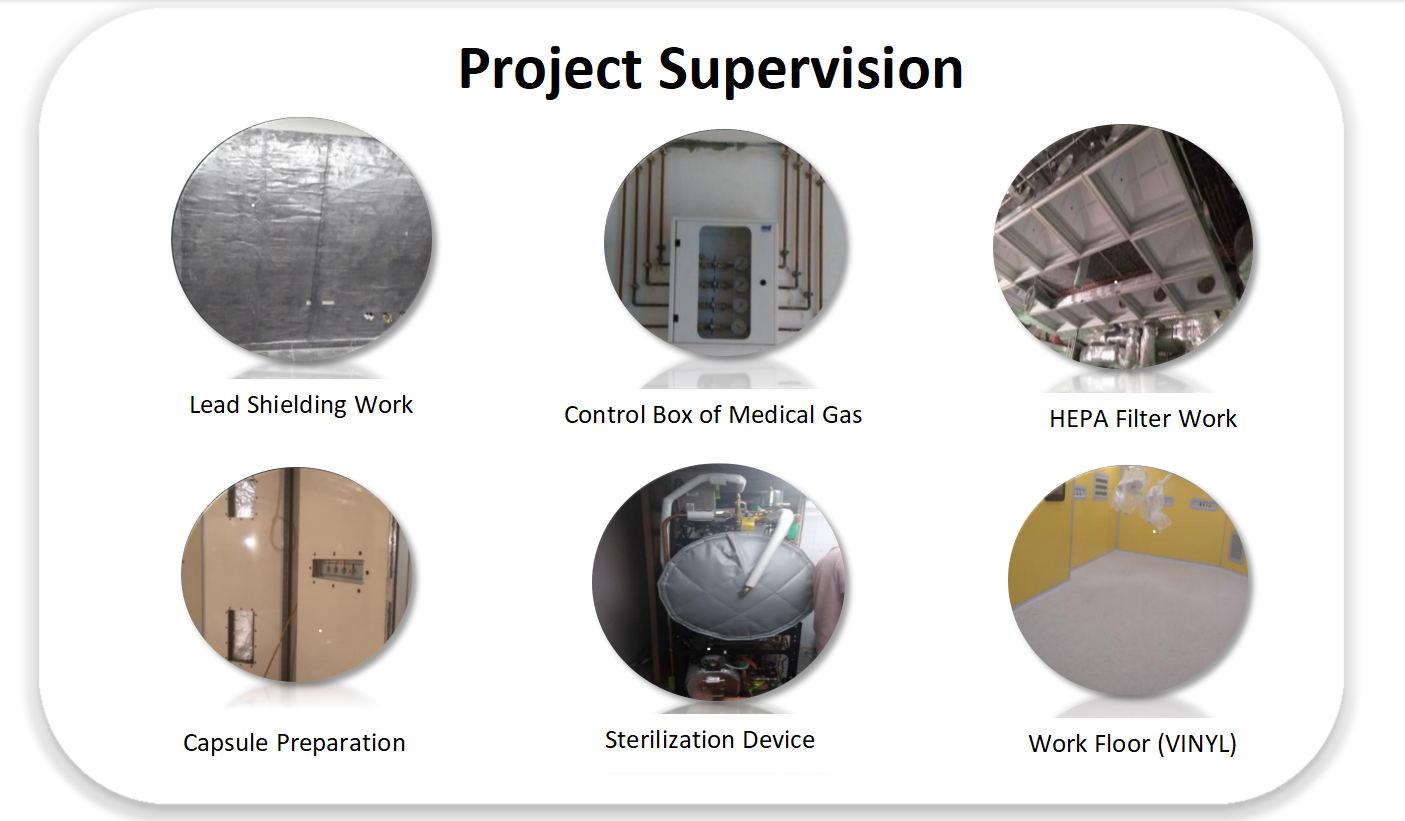 Project Supervision
Lead Shielding Work
Control Box of Medical Gas
HEPA Filter Work
Capsule Preparation
Sterilization Device
Work Floor (VINYL)